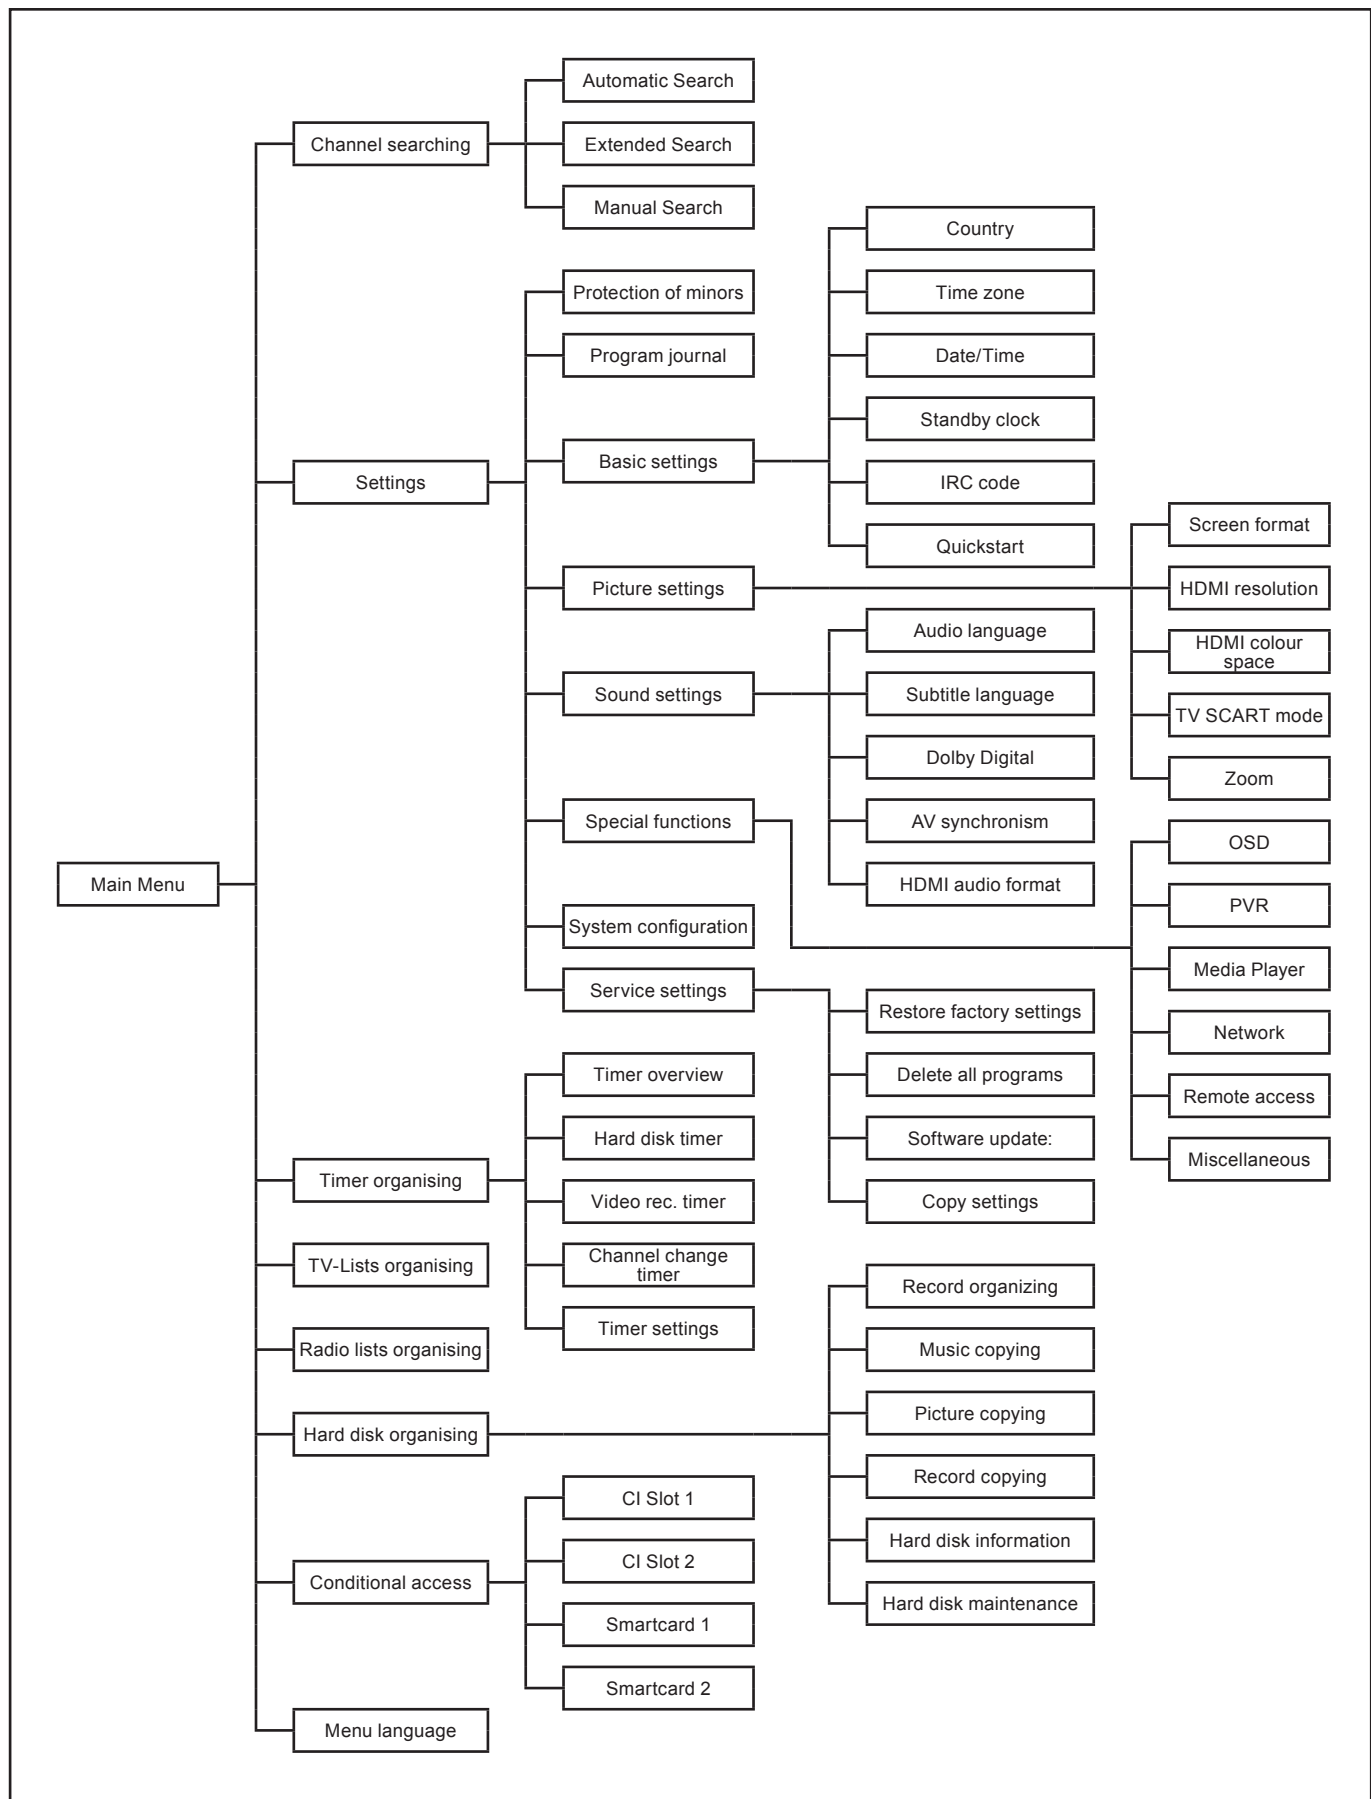 Main Menu
Channel searching
Automatic Search
Extended Search
Manual Search
Settings
Protection of minors
Program journal
Basic settings
Country
Time zone
Date/Time
Standby clock
IRC code
Quickstart
Picture settings
Screen format
HDMI resolution
HDMI colour
space
TV SCART mode
Zoom
Sound settings
Audio language
Subtitle language
Dolby Digital
AV synchronism
HDMI audio format
Special functions
OSD
PVR
Media Player
Network
Remote access
Miscellaneous
System configuration
Service settings
Restore factory settings
Delete all programs
Software update:
Copy settings
Timer organising
Timer overview
Hard disk timer
Video rec. timer
Channel change
timer
Timer settings
TV-Lists organising
Radio lists organising
Hard disk organising
Record organizing
Music copying
Picture copying
Record copying
Hard disk information
Hard disk maintenance
Conditional access
CI Slot 1
CI Slot 2
Smartcard 1
Smartcard 2
Menu language